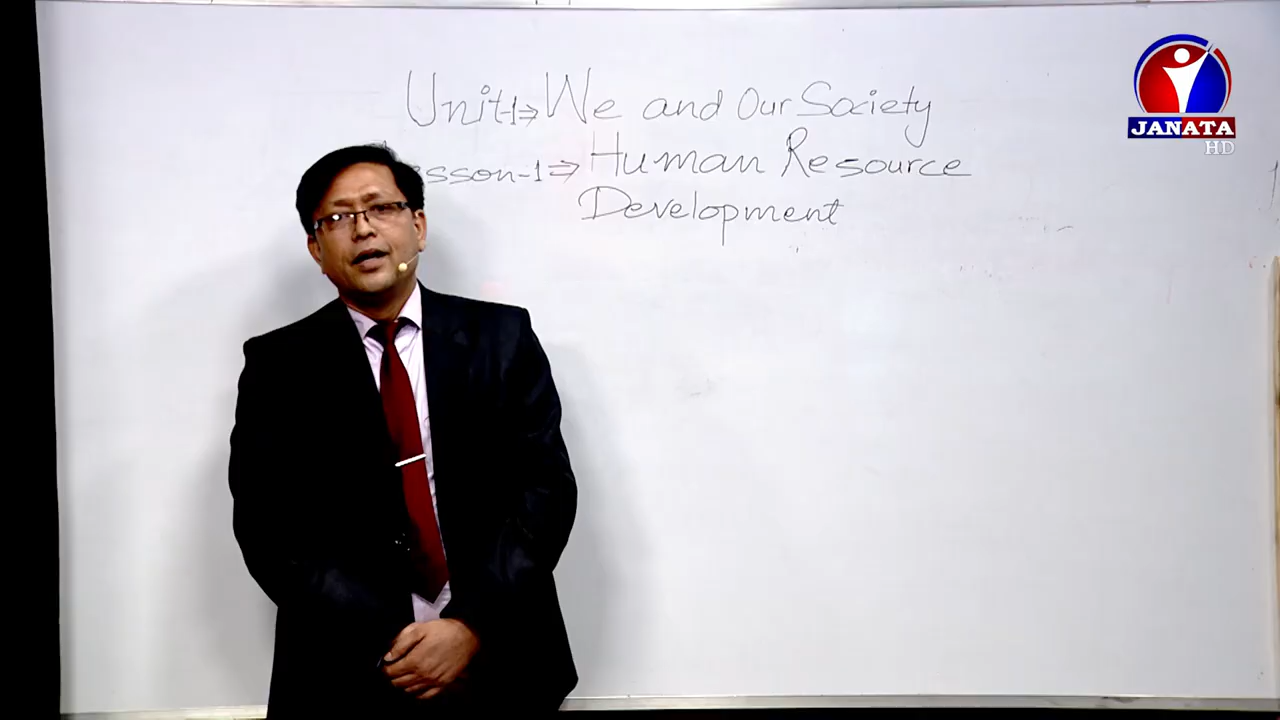 Unit-1⇒ We and Our Society
Lesson-1⇒ Human Resource
Development
JANATA
HD